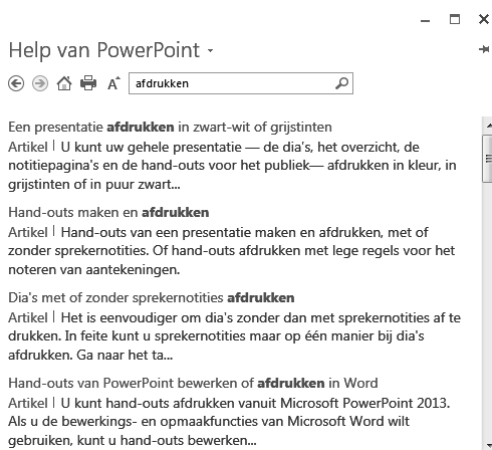 Help van PowerPoint
afdrukken
Een presentatie afdrukken in zwart-wit of grijstinten
Artikel | U kunt uw gehele presentatie — de dia's, het overzicht, de
notitiepagina's en de hand-outs voor het publiek— afdrukken in kleur, in
grijstinten of in puur zwart...
Hand-outs maken en afdrukken
Artikel | Hand-outs van een presentatie maken en afdrukken, met of
zonder sprekernotities. Of hand-outs afdrukken met lege regels voor het
noteren van aantekeningen.
Dia's met of zonder sprekernotities afdrukken
Artikel | Het is eenvoudiger om dia's zonder dan met sprekernotities af te
drukken. In feite kunt u sprekernotities maar op één manier bij dia's
afdrukken. Ga naar het ta...
Hand-outs van PowerPoint bewerken of afdrukken in Word
Artikel | U kunt hand-outs afdrukken vanuit Microsoft PowerPoint 2013.
Als u de bewerkings- en opmaakfuncties van Microsoft Word wilt
gebruiken, kunt u hand-outs bewerken...